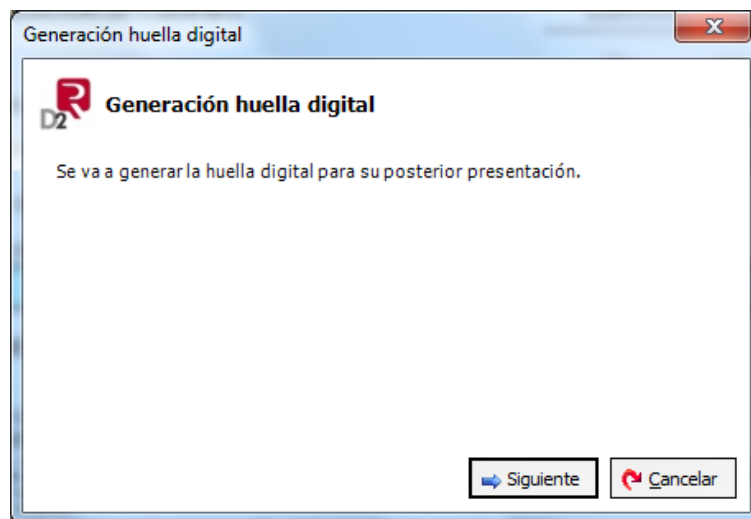 Generación huella digital
D2 R
Generación huella digital
Se va a generar la huella digital para su posterior presentación.
Siguiente
Cancelar